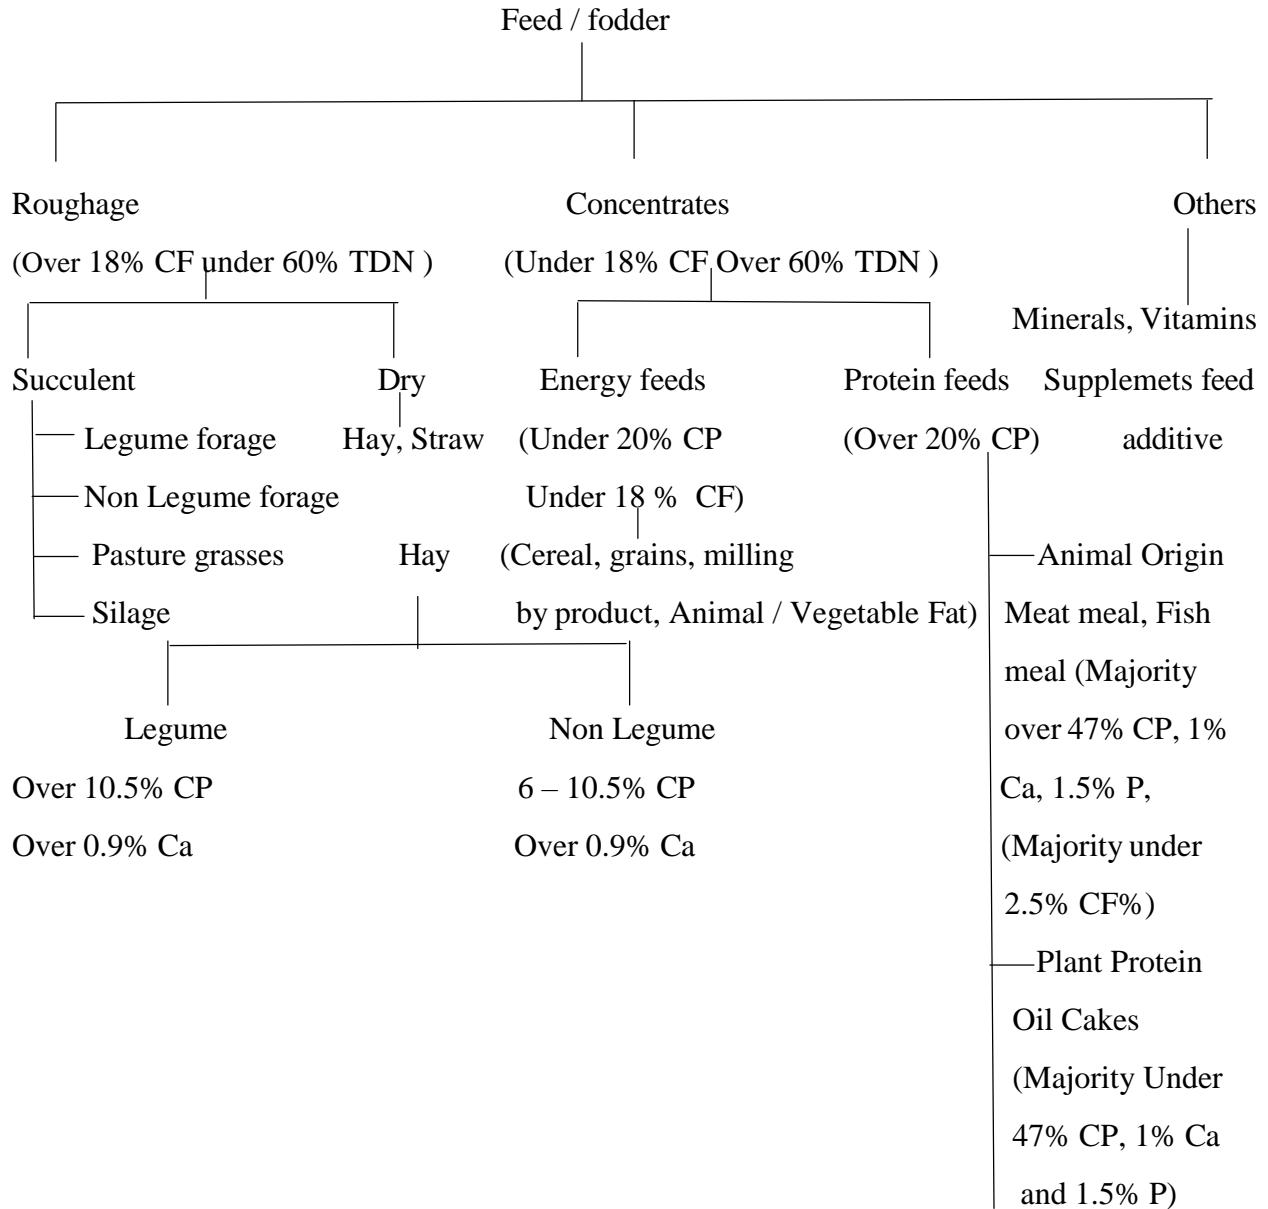 Feed / fodder
Roughage Concentrates Others
(Over 18% CF under 60% TDN ) (Under 18% CF Over 60% TDN )
Minerals, Vitamins
Succulent Dry Energy feeds Protein feeds Supplemets feed
Legume forage Hay, Straw (Under 20% CP (Over 20% CP) additive
Non Legume forage Under 18 % CF)
Pasture grasses Hay (Cereal, grains, milling Animal Origin
Silage by product, Animal / Vegetable Fat) Meat meal, Fish
meal (Majority
Legume Non Legume over 47% CP, 1%
Over 10.5% CP 6 – 10.5% CP Ca, 1.5% P,
Over 0.9% Ca Over 0.9% Ca (Majority under
2.5% CF%)
Plant Protein
Oil Cakes
(Majority Under
47% CP, 1% Ca
and 1.5% P)